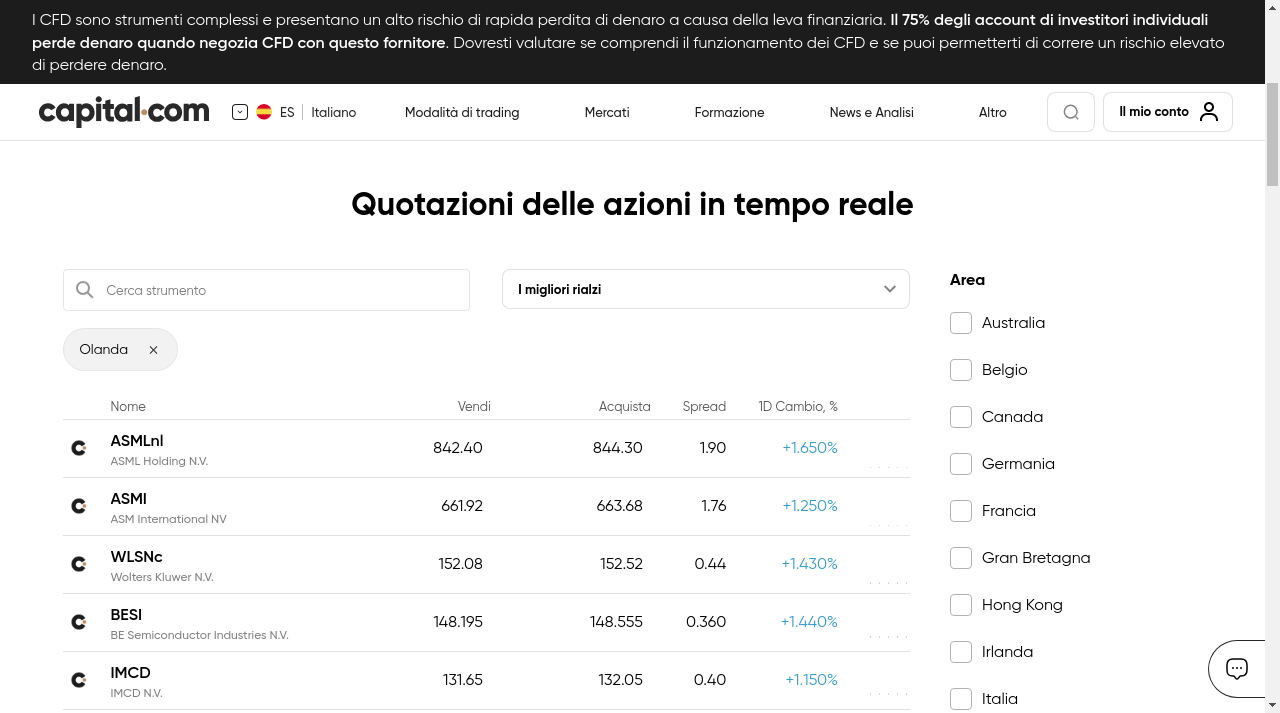 I CFD sono strumenti complessi e presentano un alto rischio di rapida perdita di denaro a causa della leva finanziaria. Il 75% degli account di investitori individuali
perde denaro quando negozia CFD con questo fornitore. Dovresti valutare se comprendi il funzionamento dei CFD e se puoi permetterti di correre un rischio elevato
di perdere denaro.
capital.com ES Italiano Modalità di trading Mercati Formazione News e Analisi Altro Il mio conto
Quotazioni delle azioni in tempo reale
Cerca strumento
I migliori rialzi
Olanda
Nome Vendi Acquista Spread 1D Cambio, %
ASMLnl 842.40 844.30 1.90 +1.650%
ASML Holding N.V.
ASMI 661.92 663.68 1.76 +1.250%
ASM International NV
WLSNc 152.08 152.52 0.44 +1.430%
Wolters Kluwer N.V.
BESI 148.195 148.555 0.360 +1.440%
BE Semiconductor Industries N.V.
IMCD 131.65 132.05 0.40 +1.150%
IMCD N.V.
Area
Australia
Belgio
Canada
Germania
Francia
Gran Bretagna
Hong Kong
Irlanda
Italia